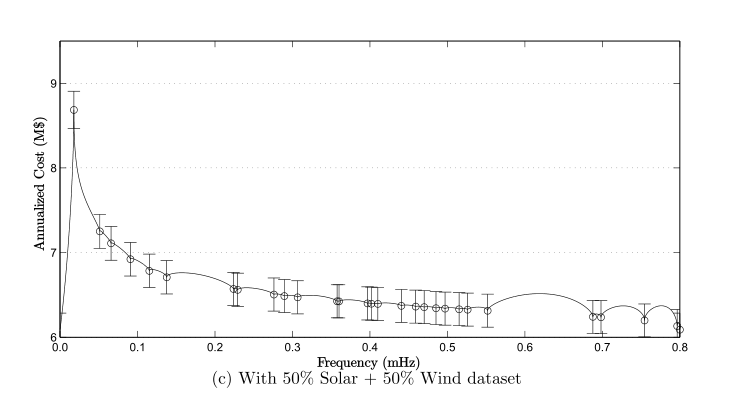 9
8
7
6
Annualized Cost (M$)
0.0 0.1 0.2 0.3 0.4 0.5 0.6 0.7 0.8
Frequency (mHz)
(c) With 50% Solar + 50% Wind dataset